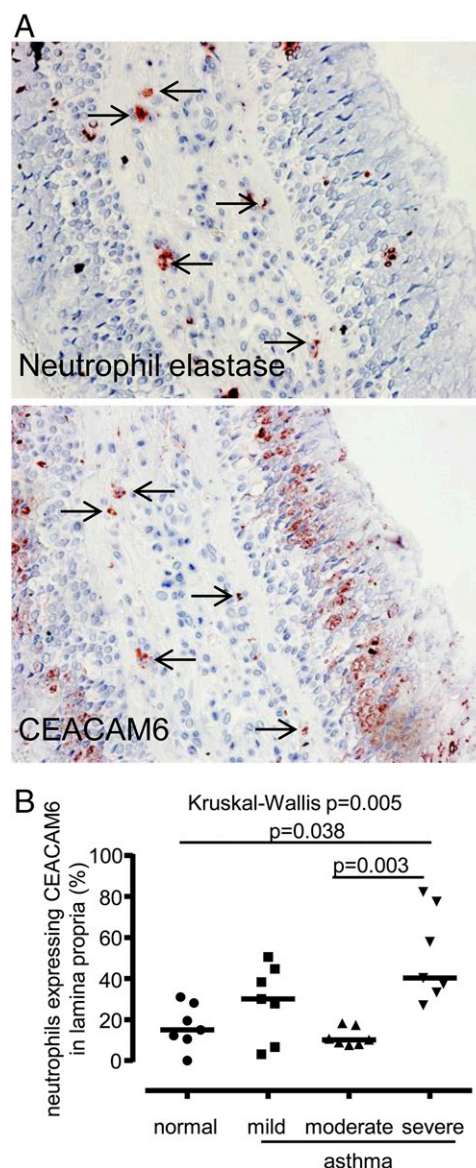 A
Neutrophil elastase
CEACAM6
B
Kruskal-Wallis p=0.005
p=0.038
p=0.003
neutrophils expressing CEACAM6
in lamina propria (%)
100
80
60
40
20
0
normal mild moderate severe
asthma